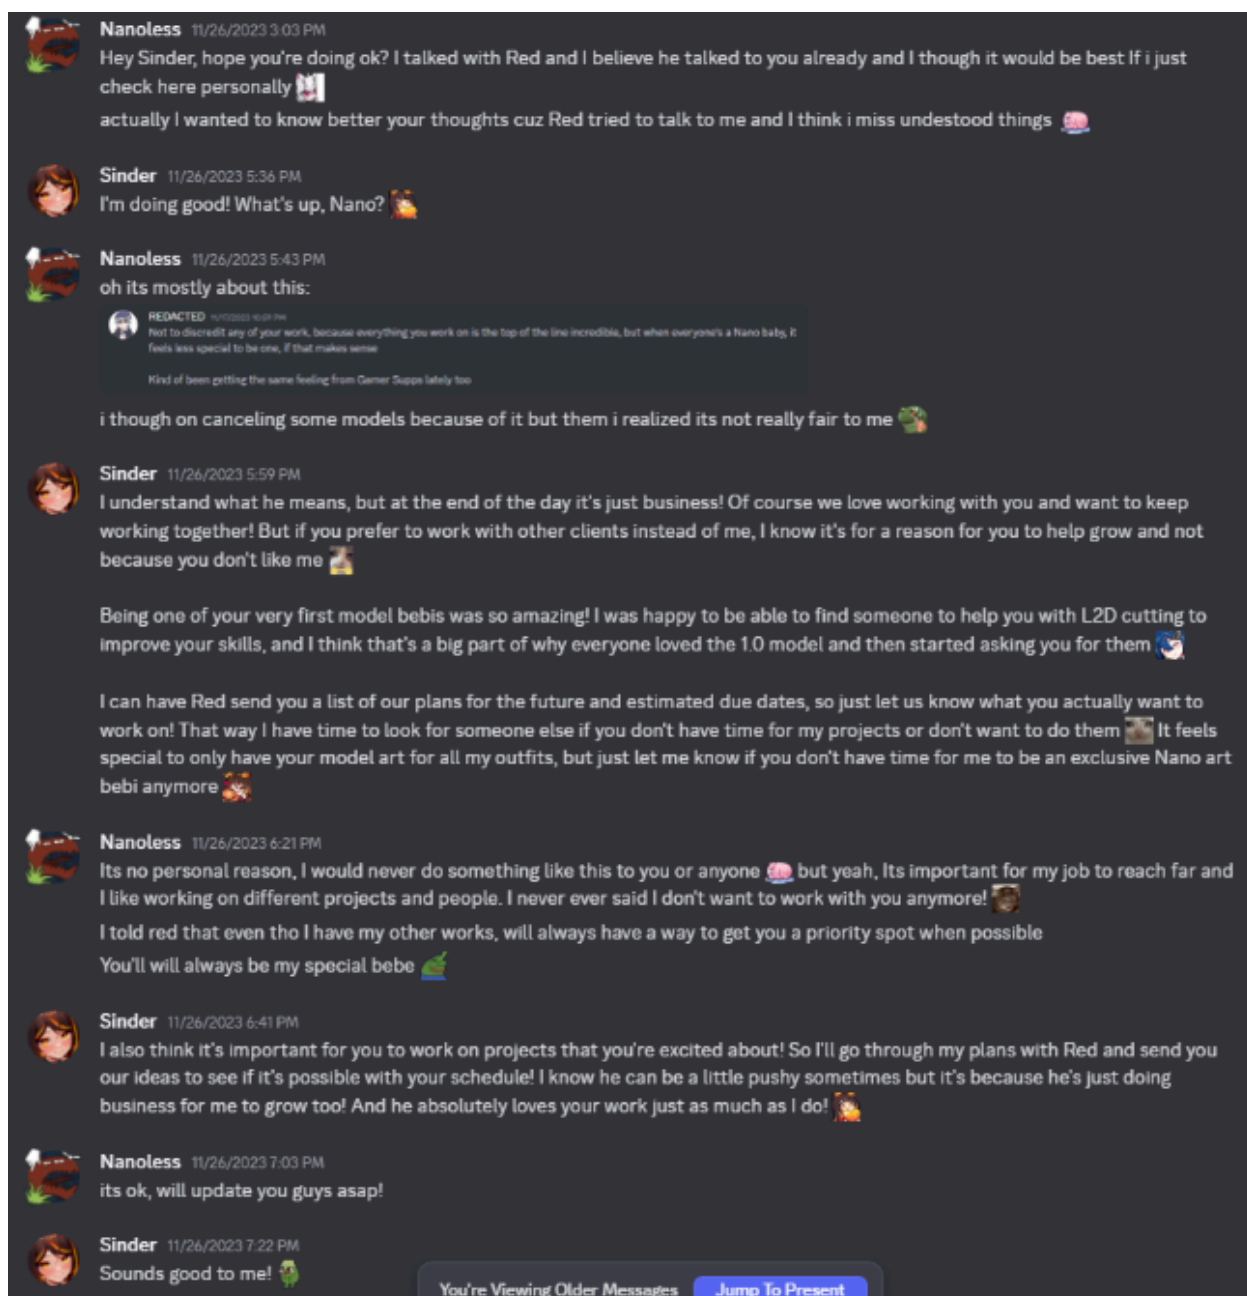 Nanoless 11/26/2023 3:03 PM
Hey Sinder, hope you're doing ok? I talked with Red and I believe he talked to you already and I though it would be best If i just
check here personally
actually I wanted to know better your thoughts cuz Red tried to talk to me and I think i miss undestood things
Sinder 11/26/2023 5:36 PM
I'm doing good! What's up, Nano?
Nanoless 11/26/2023 5:43 PM
oh its mostly about this:
REDACTED
Not to discredit any of your work, because everything you work on is the top of the line incredible, but when everyone's a Nano baby, it
feels less special to be one, if that makes sense
Kind of been getting the same feeling from Gamer Supps lately too
i though on canceling some models because of it but them i realized its not really fair to me
Sinder 11/26/2023 5:59 PM
I understand what he means, but at the end of the day it's just business! Of course we love working with you and want to keep
working together! But if you prefer to work with other clients instead of me, I know it's for a reason for you to help grow and not
because you don't like me
Being one of your very first model bebis was so amazing! I was happy to be able to find someone to help you with L2D cutting to
improve your skills, and I think that's a big part of why everyone loved the 1.0 model and then started asking you for them
I can have Red send you a list of our plans for the future and estimated due dates, so just let us know what you actually want to
work on! That way I have time to look for someone else if you don't have time for my projects or don't want to do them It feels
special to only have your model art for all my outfits, but just let me know if you don't have time for me to be an exclusive Nano art
bebi anymore
Nanoless 11/26/2023 6:21 PM
Its no personal reason, I would never do something like this to you or anyone but yeah, Its important for my job to reach far and
I like working on different projects and people. I never ever said I don't want to work with you anymore!
I told red that even tho I have my other works, will always have a way to get you a priority spot when possible
You'll will always be my special bebe
Sinder 11/26/2023 6:41 PM
I also think it's important for you to work on projects that you're excited about! So I'll go through my plans with Red and send you
our ideas to see if it's possible with your schedule! I know he can be a little pushy sometimes but it's because he's just doing
business for me to grow too! And he absolutely loves your work just as much as I do!
Nanoless 11/26/2023 7:03 PM
its ok, will update you guys asap!
Sinder 11/26/2023 7:22 PM
Sounds good to me!
You're Viewing Older Messages Jump To Present